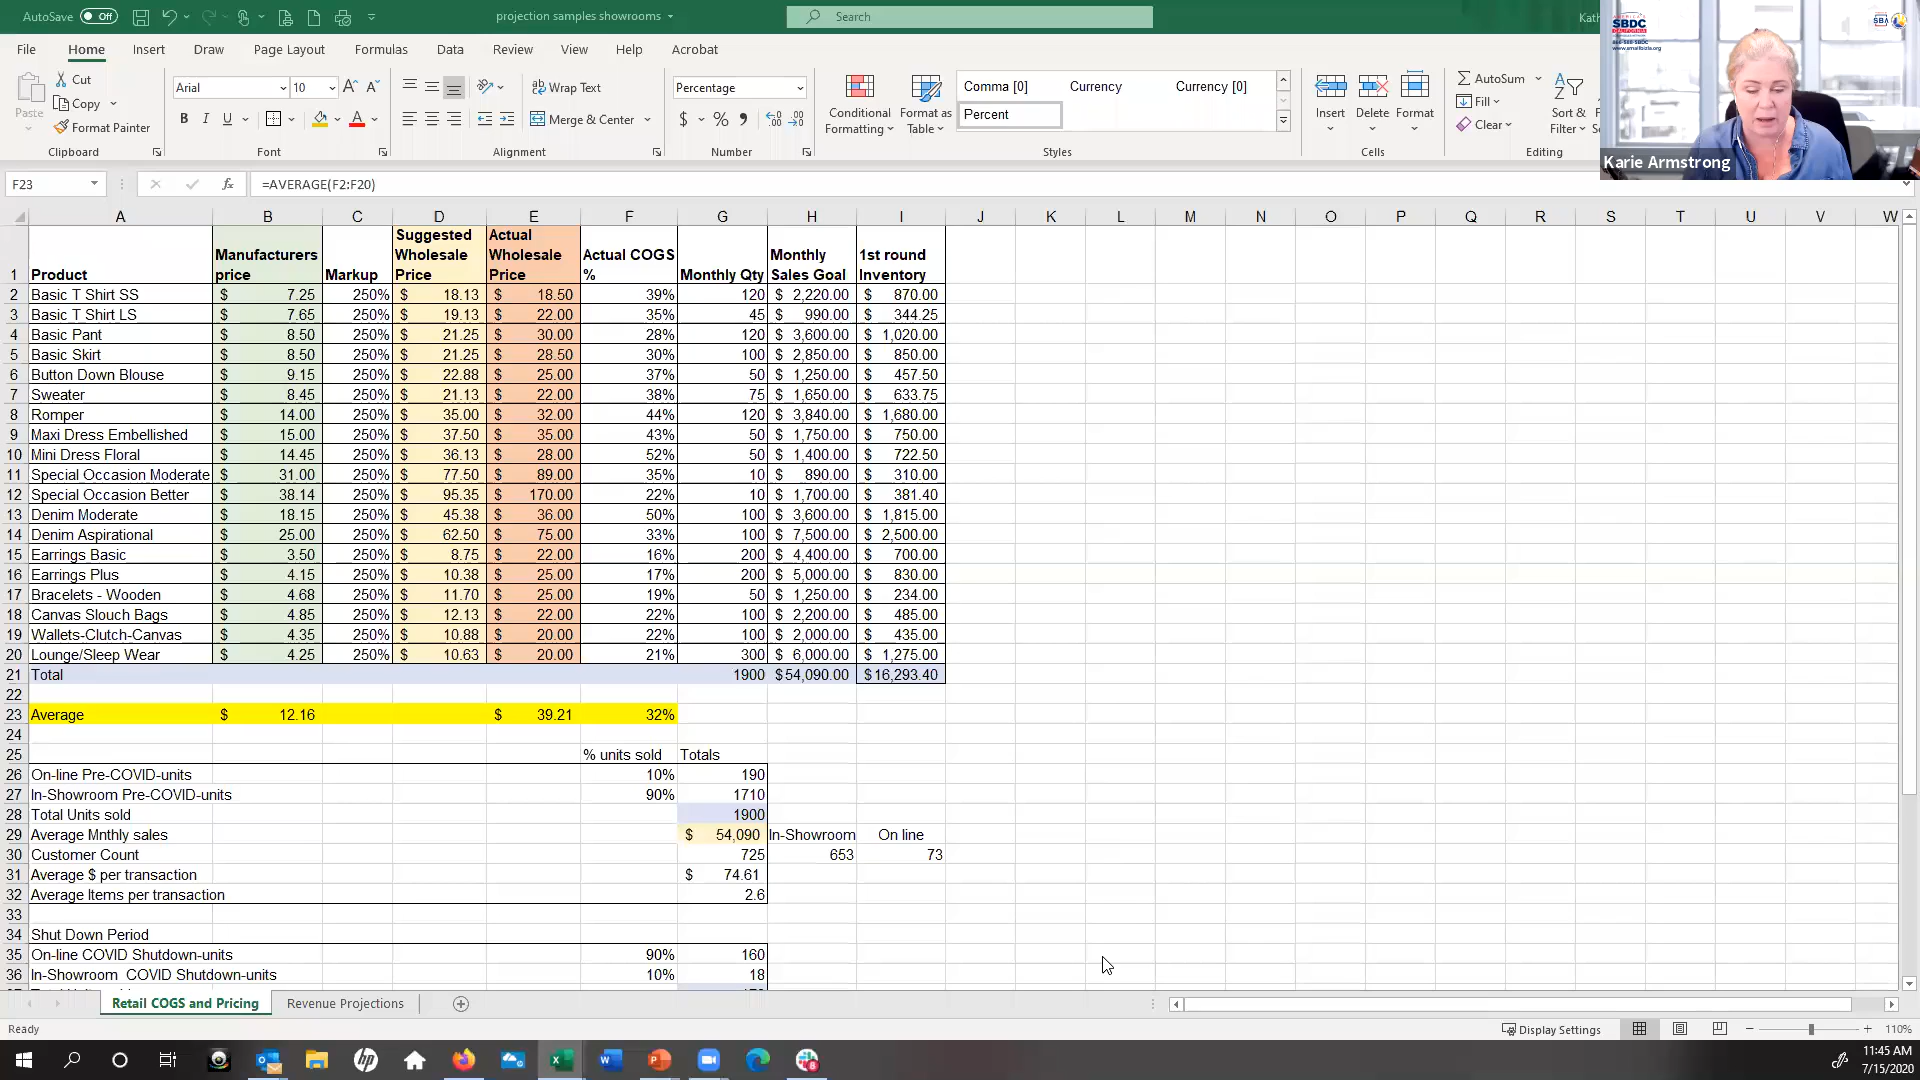 AutoSave Off projection samples showrooms Search Kath
File Home Insert Draw Page Layout Formulas Data Review View Help Acrobat
Paste Cut Copy Format Painter Clipboard
Arial 10 B I U Font
Wrap Text Merge & Center Alignment
Percentage $ % Number
Conditional Formatting Format as Table Comma [0] Currency Currency [0] Percent Styles
Insert Delete Format Cells
AutoSum Fill Clear Sort & Filter Editing
SBDC
CALIFORNIA
SBA
Karie Armstrong
F23 fx =AVERAGE(F2:F20)
A B C D E F G H I J K L M N O P Q R S T U V W
1 Product Manufacturers price Markup Suggested Wholesale Price Actual Wholesale Price Actual COGS % Monthly Qty Monthly Sales Goal 1st round Inventory
2 Basic T Shirt SS $ 7.25 250% $ 18.13 $ 18.50 39% 120 $ 2,220.00 $ 870.00
3 Basic T Shirt LS $ 7.65 250% $ 19.13 $ 22.00 35% 45 $ 990.00 $ 344.25
4 Basic Pant $ 8.50 250% $ 21.25 $ 30.00 28% 120 $ 3,600.00 $ 1,020.00
5 Basic Skirt $ 8.50 250% $ 21.25 $ 28.50 30% 100 $ 2,850.00 $ 850.00
6 Button Down Blouse $ 9.15 250% $ 22.88 $ 25.00 37% 50 $ 1,250.00 $ 457.50
7 Sweater $ 8.45 250% $ 21.13 $ 22.00 38% 75 $ 1,650.00 $ 633.75
8 Romper $ 14.00 250% $ 35.00 $ 32.00 44% 120 $ 3,840.00 $ 1,680.00
9 Maxi Dress Embellished $ 15.00 250% $ 37.50 $ 35.00 43% 50 $ 1,750.00 $ 750.00
10 Mini Dress Floral $ 14.45 250% $ 36.13 $ 28.00 52% 50 $ 1,400.00 $ 722.50
11 Special Occasion Moderate $ 31.00 250% $ 77.50 $ 89.00 35% 10 $ 890.00 $ 310.00
12 Special Occasion Better $ 38.14 250% $ 95.35 $ 170.00 22% 10 $ 1,700.00 $ 381.40
13 Denim Moderate $ 18.15 250% $ 45.38 $ 36.00 50% 100 $ 3,600.00 $ 1,815.00
14 Denim Aspirational $ 25.00 250% $ 62.50 $ 75.00 33% 100 $ 7,500.00 $ 2,500.00
15 Earrings Basic $ 3.50 250% $ 8.75 $ 22.00 16% 200 $ 4,400.00 $ 700.00
16 Earrings Plus $ 4.15 250% $ 10.38 $ 25.00 17% 200 $ 5,000.00 $ 830.00
17 Bracelets - Wooden $ 4.68 250% $ 11.70 $ 25.00 19% 50 $ 1,250.00 $ 234.00
18 Canvas Slouch Bags $ 4.85 250% $ 12.13 $ 22.00 22% 100 $ 2,200.00 $ 485.00
19 Wallets-Clutch-Canvas $ 4.35 250% $ 10.88 $ 20.00 22% 100 $ 2,000.00 $ 435.00
20 Lounge/Sleep Wear $ 4.25 250% $ 10.63 $ 20.00 21% 300 $ 6,000.00 $ 1,275.00
21 Total 1900 $54,090.00 $16,293.40
22
23 Average $ 12.16 $ 39.21 32%
24
25 % units sold Totals
26 On-line Pre-COVID-units 10% 190
27 In-Showroom Pre-COVID-units 90% 1710
28 Total Units sold 1900
29 Average Mnthly sales $ 54,090 In-Showroom On line
30 Customer Count 725 653 73
31 Average $ per transaction $ 74.61
32 Average Items per transaction 2.6
33
34 Shut Down Period
35 On-line COVID Shutdown-units 90% 160
36 In-Showroom COVID Shutdown-units 10% 18
Retail COGS and Pricing Revenue Projections
Ready Display Settings 110%
11:45 AM
7/15/2020